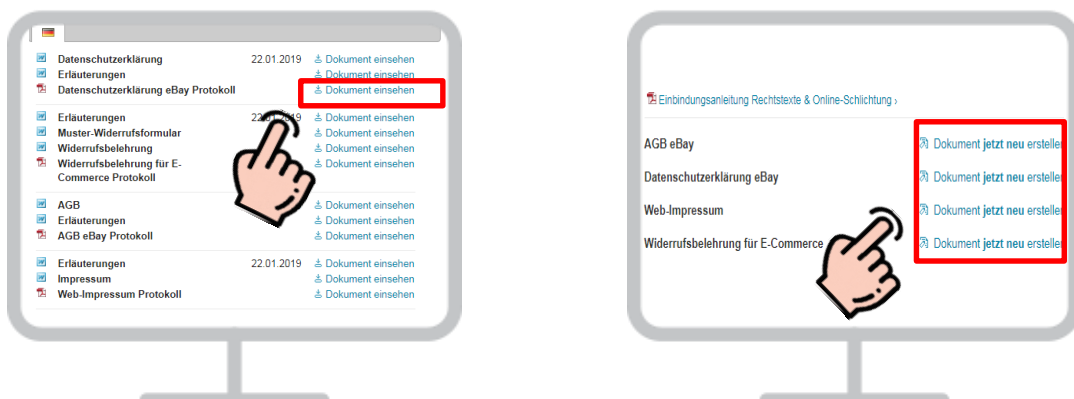 Datenschutzerklärung 22.01.2019 Dokument einsehen
Erläuterungen Dokument einsehen
Datenschutzerklärung eBay Protokoll Dokument einsehen
Erläuterungen 22.01.2019 Dokument einsehen
Muster-Widerrufsformular Dokument einsehen
Widerrufsbelehrung Dokument einsehen
Widerrufsbelehrung für E- Dokument einsehen
Commerce Protokoll
AGB Dokument einsehen
Erläuterungen Dokument einsehen
AGB eBay Protokoll Dokument einsehen
Erläuterungen 22.01.2019 Dokument einsehen
Impressum Dokument einsehen
Web-Impressum Protokoll Dokument einsehen
Einbindungsanleitung Rechtstexte & Online-Schlichtung ›
AGB eBay Dokument jetzt neu erstellen
Datenschutzerklärung eBay Dokument jetzt neu erstellen
Web-Impressum Dokument jetzt neu erstellen
Widerrufsbelehrung für E-Commerce Dokument jetzt neu erstellen